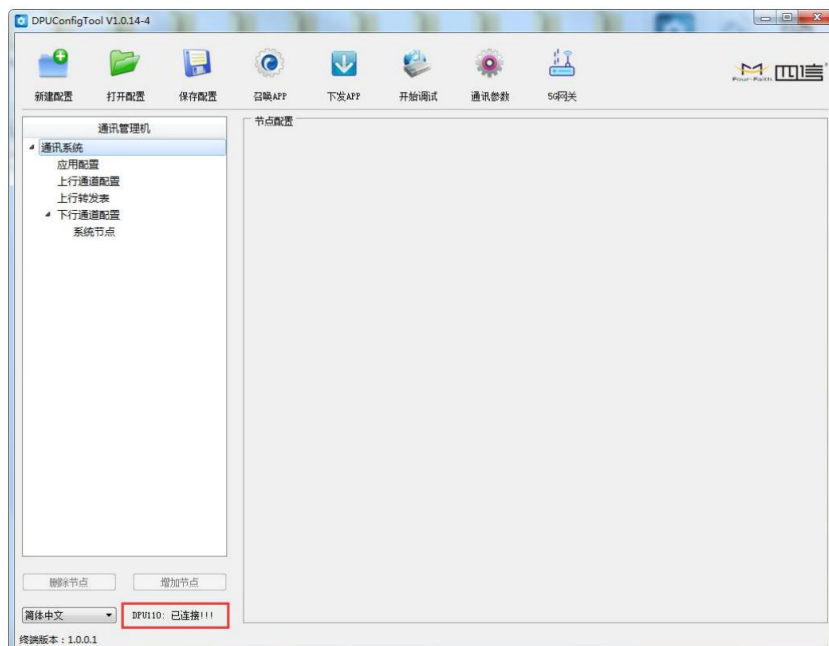 DPUConfigTool V1.0.14-4
新建配置 打开配置 保存配置 召唤APP 下发APP 开始调试 通讯参数 5G网关
Four-Faith 四信
通讯管理机
节点配置
通讯系统
应用配置
上行通道配置
上行转发表
下行通道配置
系统节点
删除节点 增加节点
简体中文 DPU110: 已连接!!!
终端版本：1.0.0.1